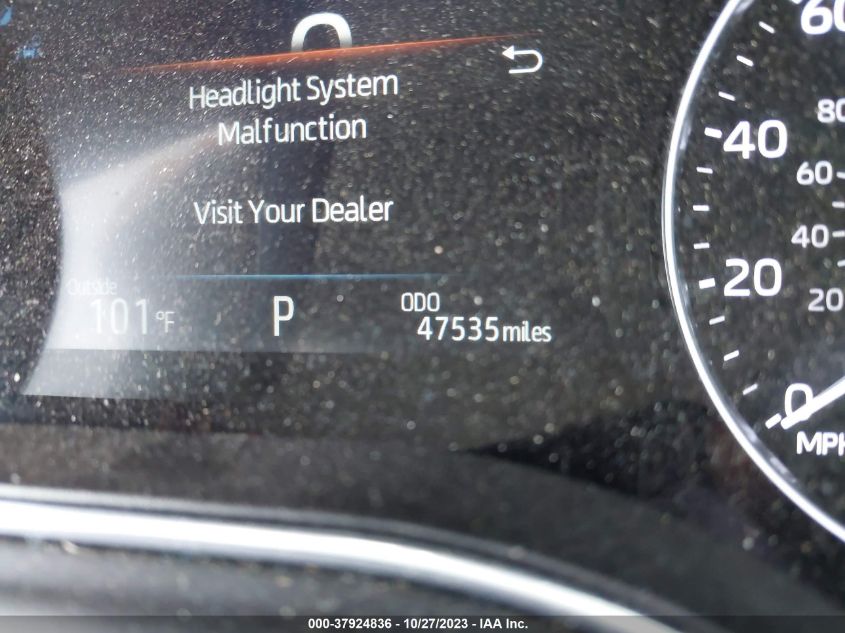 Headlight System
Malfunction
Visit Your Dealer
Outside
101°F
P
ODO
47535 miles
60
80
40
60
40
20
20
0
MPH
000-37924836 - 10/27/2023 - Copyright © IAA, Inc.